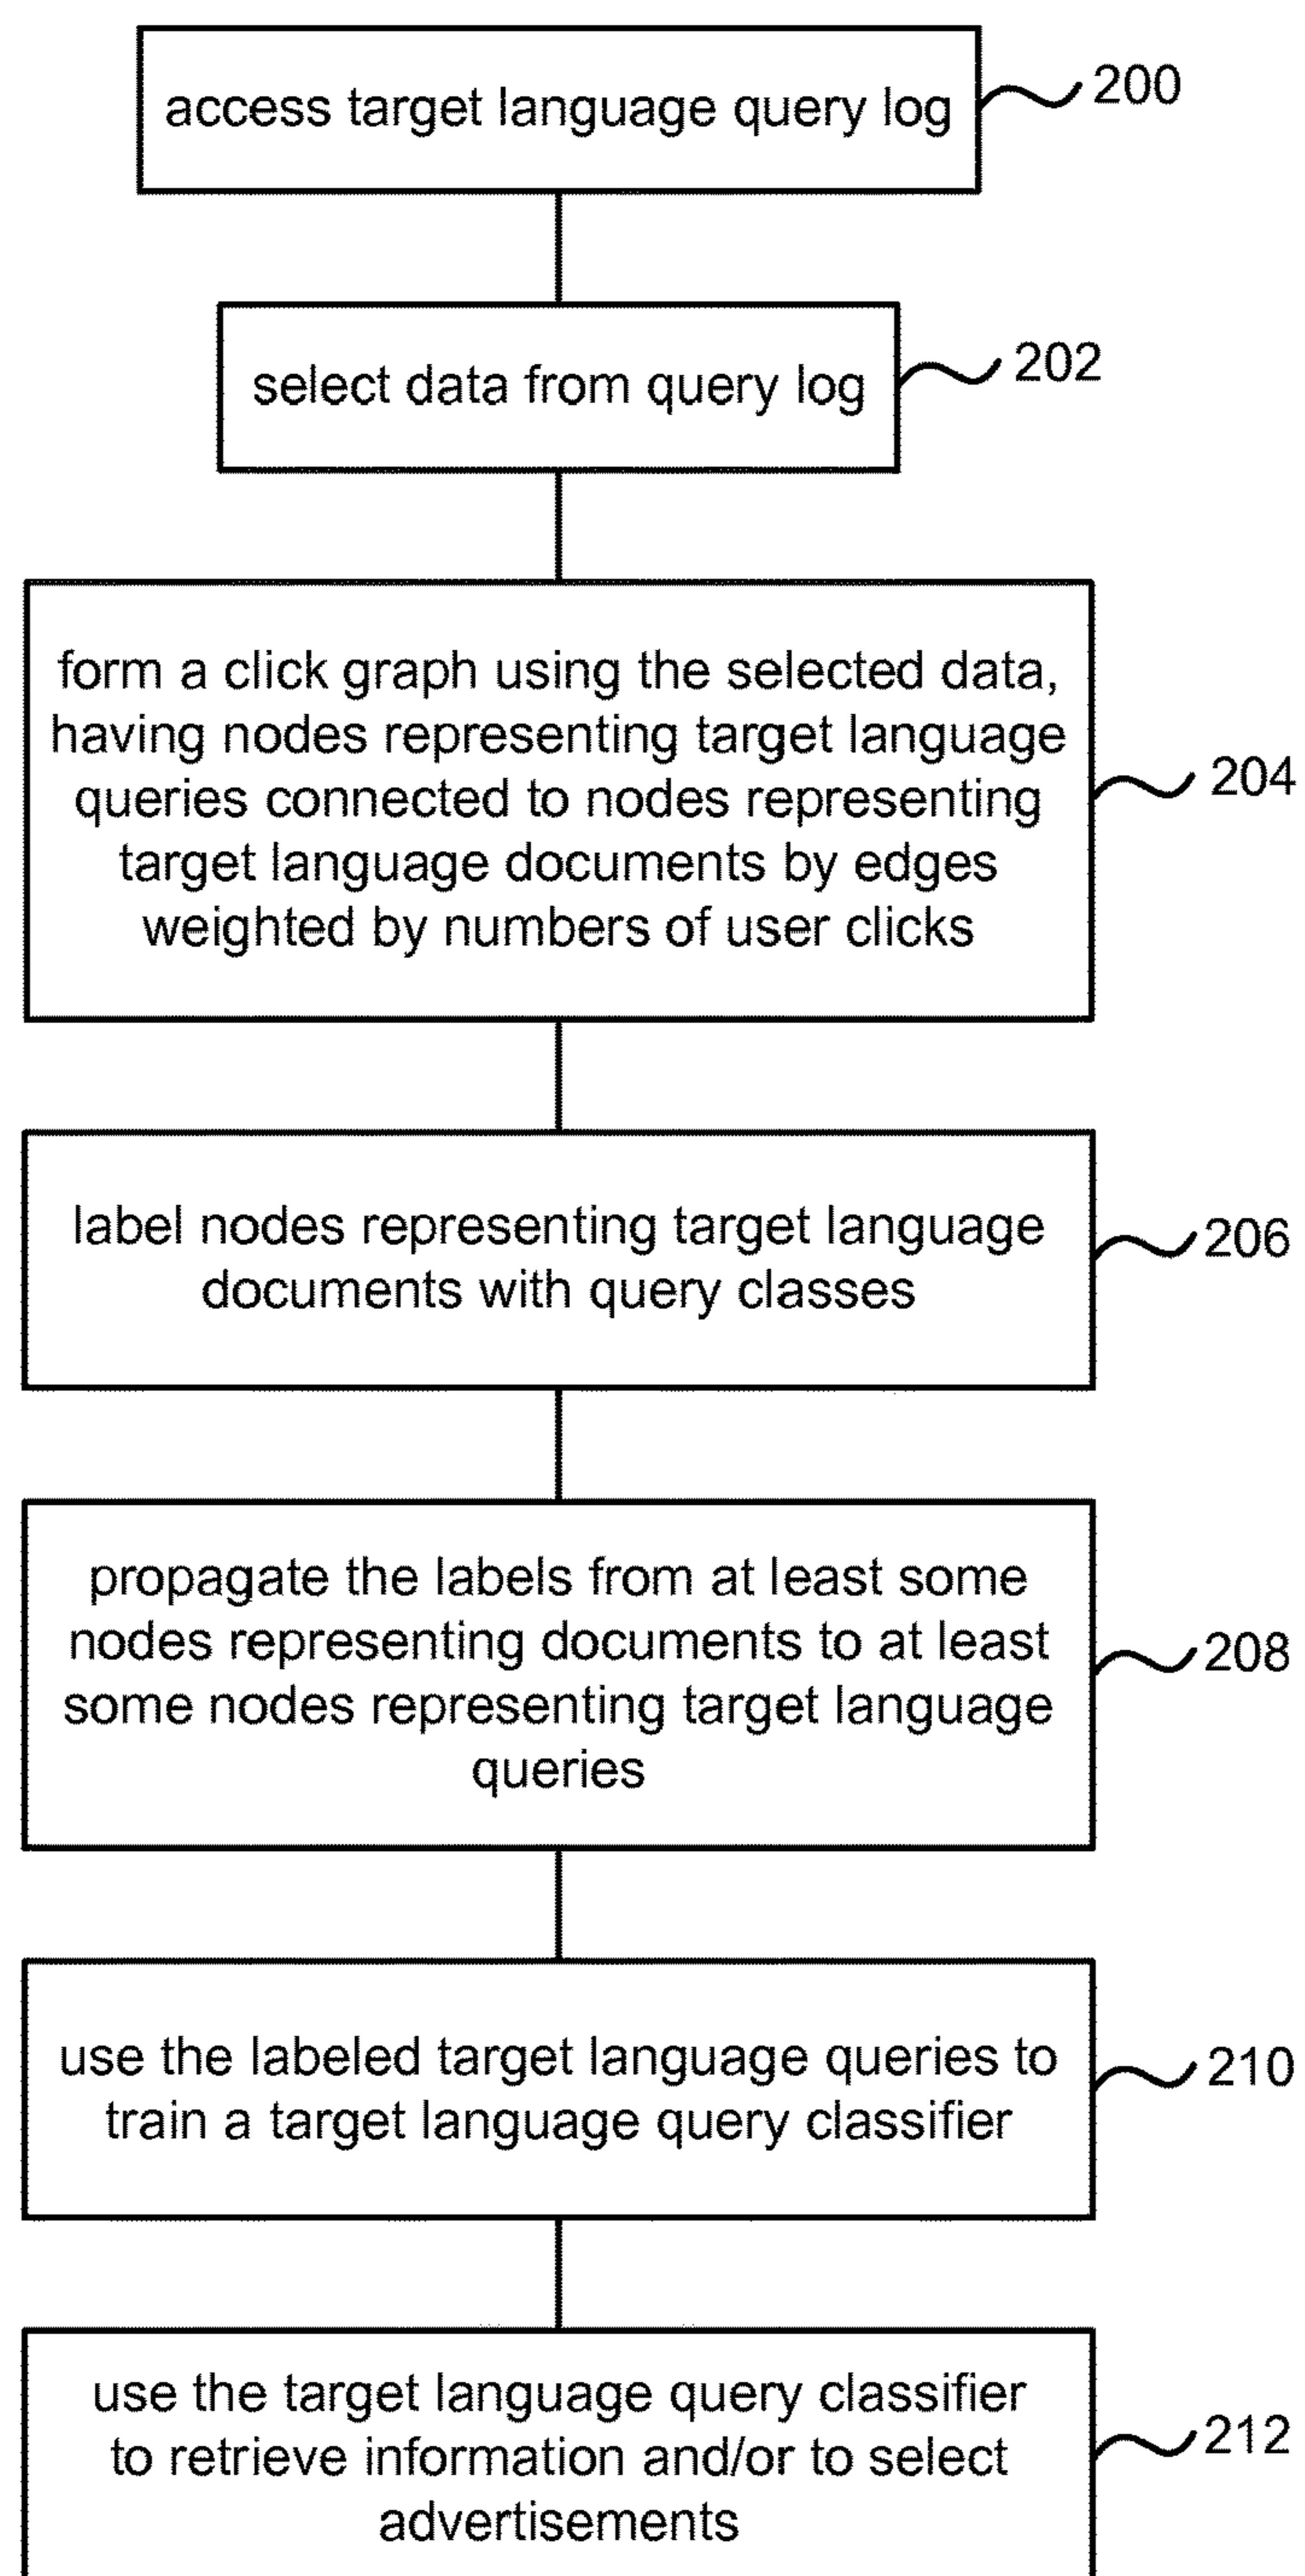 access target language query log
200
select data from query log
202
form a click graph using the selected data,
having nodes representing target language
queries connected to nodes representing
target language documents by edges
weighted by numbers of user clicks
204
label nodes representing target language
documents with query classes
206
propagate the labels from at least some
nodes representing documents to at least
some nodes representing target language
queries
208
use the labeled target language queries to
train a target language query classifier
210
use the target language query classifier
to retrieve information and/or to select
advertisements
212